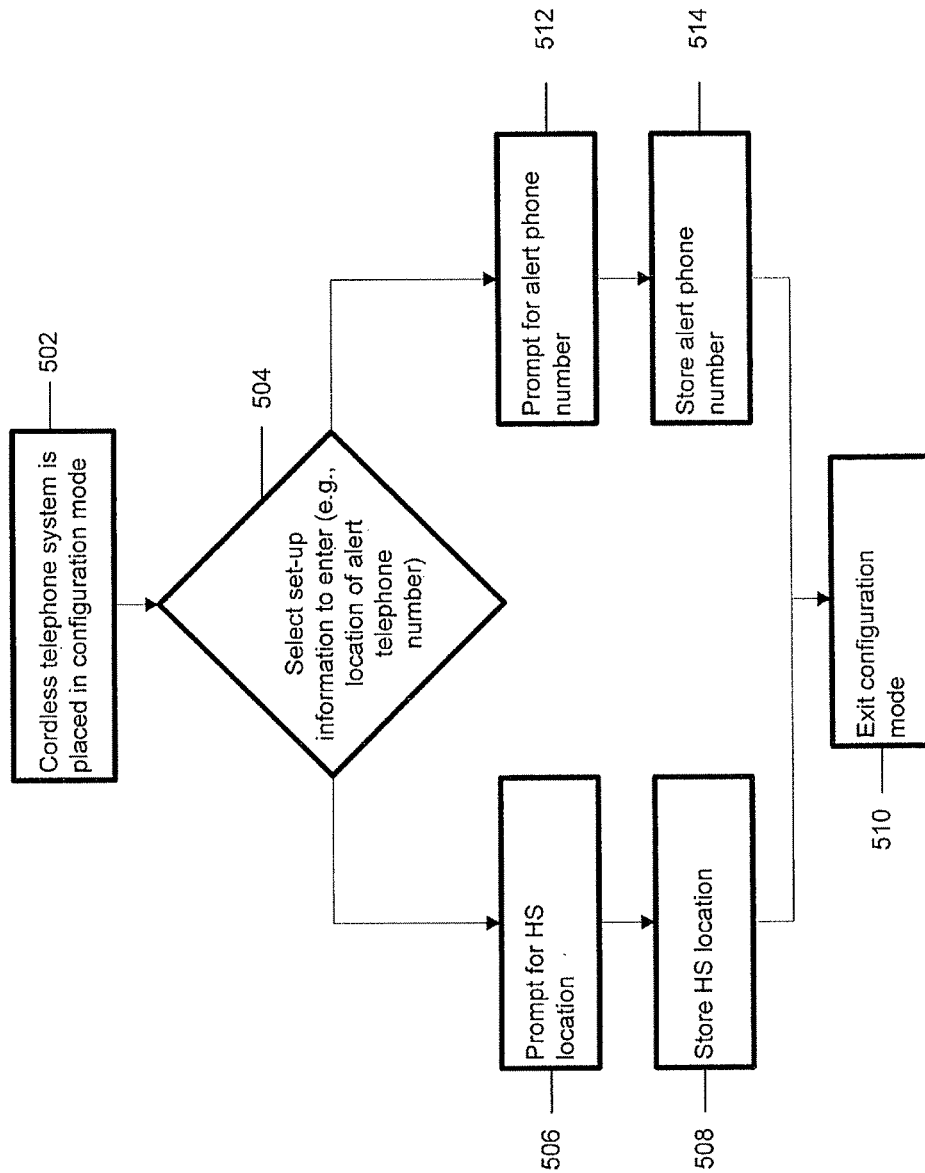 Cordless telephone system is
placed in configuration mode
502
504
Select set-up
information to enter (e.g.,
location of alert
telephone
number)
506
Prompt for HS
location
508
Store HS location
512
Prompt for alert phone
number
514
Store alert phone
number
510
Exit configuration
mode